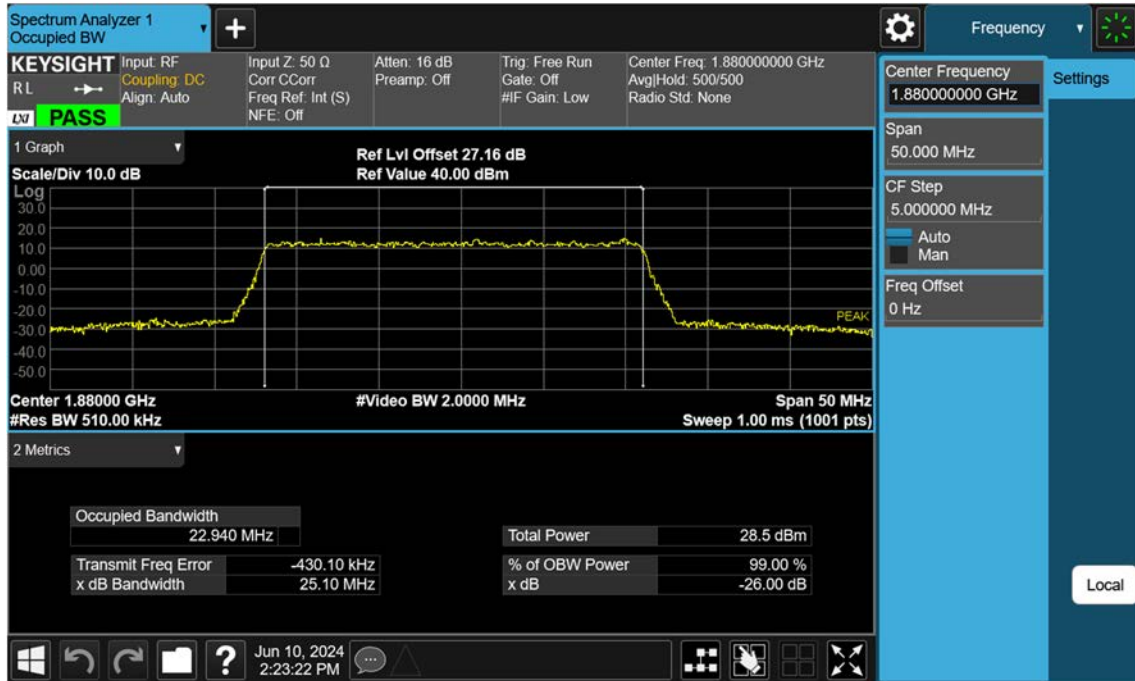 Spectrum Analyzer 1
Occupied BW
+
Frequency
KEYSIGHT
R L
LXI PASS
Input: RF
Coupling: DC
Align: Auto
Input Z: 50 Ω
Corr CCorr
Freq Ref: Int (S)
NFE: Off
Atten: 16 dB
Preamp: Off
Trig: Free Run
Gate: Off
#IF Gain: Low
Center Freq: 1.880000000 GHz
Avg|Hold: 500/500
Radio Std: None
1 Graph
Scale/Div 10.0 dB
Ref Lvl Offset 27.16 dB
Ref Value 40.00 dBm
Log
30.0
20.0
10.0
0.00
-10.0
-20.0
-30.0
-40.0
-50.0
PEAK
Center 1.88000 GHz
#Video BW 2.0000 MHz
Span 50 MHz
#Res BW 510.00 kHz
Sweep 1.00 ms (1001 pts)
2 Metrics
Occupied Bandwidth
22.940 MHz
Total Power 28.5 dBm
Transmit Freq Error -430.10 kHz
% of OBW Power 99.00 %
x dB Bandwidth 25.10 MHz
x dB -26.00 dB
Center Frequency
1.880000000 GHz
Settings
Span
50.000 MHz
CF Step
5.000000 MHz
Auto
Man
Freq Offset
0 Hz
Local
?
Jun 10, 2024
2:23:22 PM